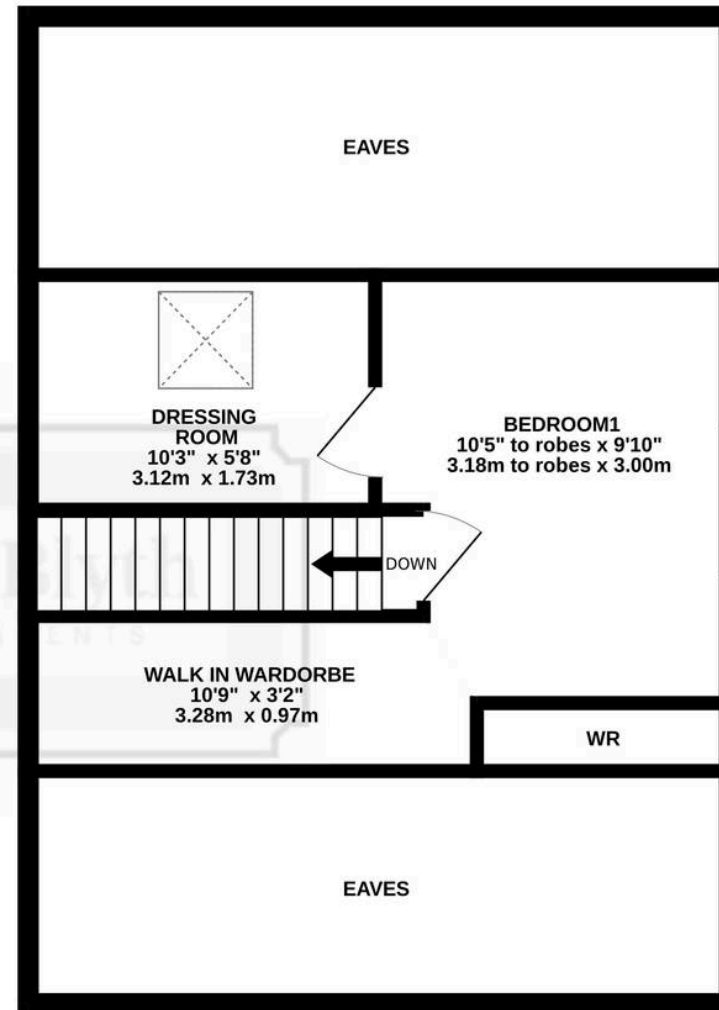 EAVES
DRESSING
ROOM
10'3" x 5'8"
3.12m x 1.73m
BEDROOM1
10'5" to robes x 9'10"
3.18m to robes x 3.00m
DOWN
Blyth
ENTS
WALK IN WARDORBE
10'9" x 3'2"
3.28m x 0.97m
WR
EAVES